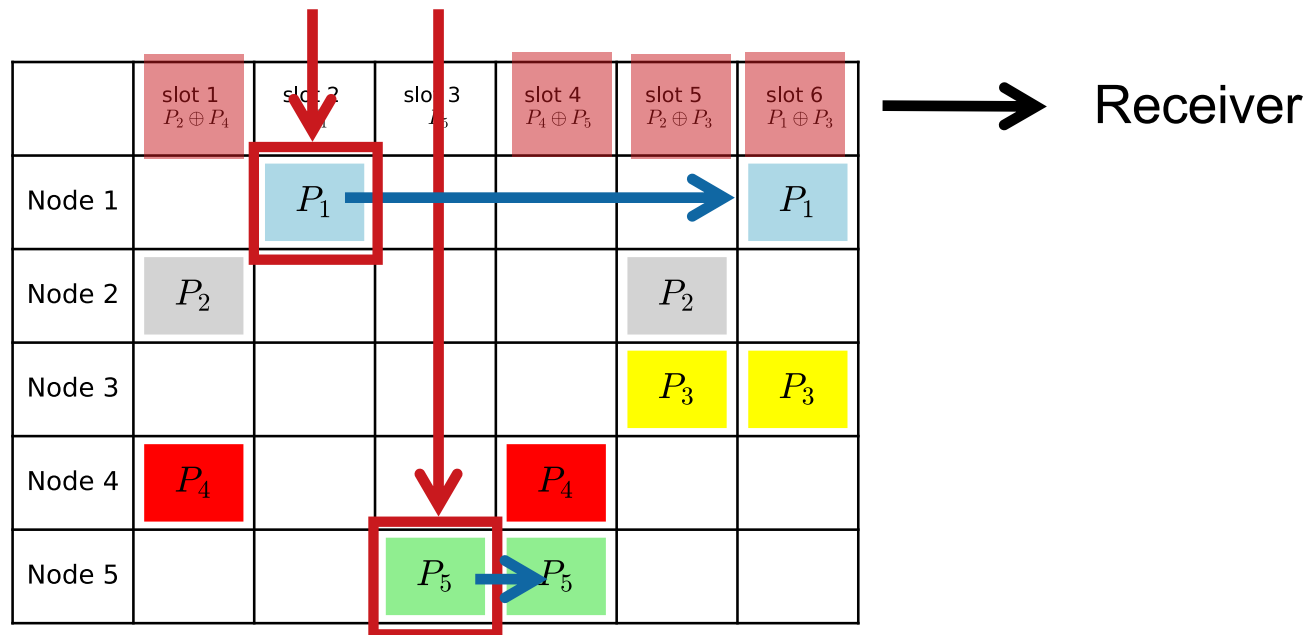 slot 1 slot 2 slot 3 slot 4 slot 5 slot 6 Receiver
P₂ ⊕ P₄ P₅ P₄ ⊕ P₅ P₂ ⊕ P₃ P₁ ⊕ P₃
Node 1 P₁ P₁
Node 2 P₂ P₂
Node 3 P₃ P₃
Node 4 P₄ P₄
Node 5 P₅ P₅